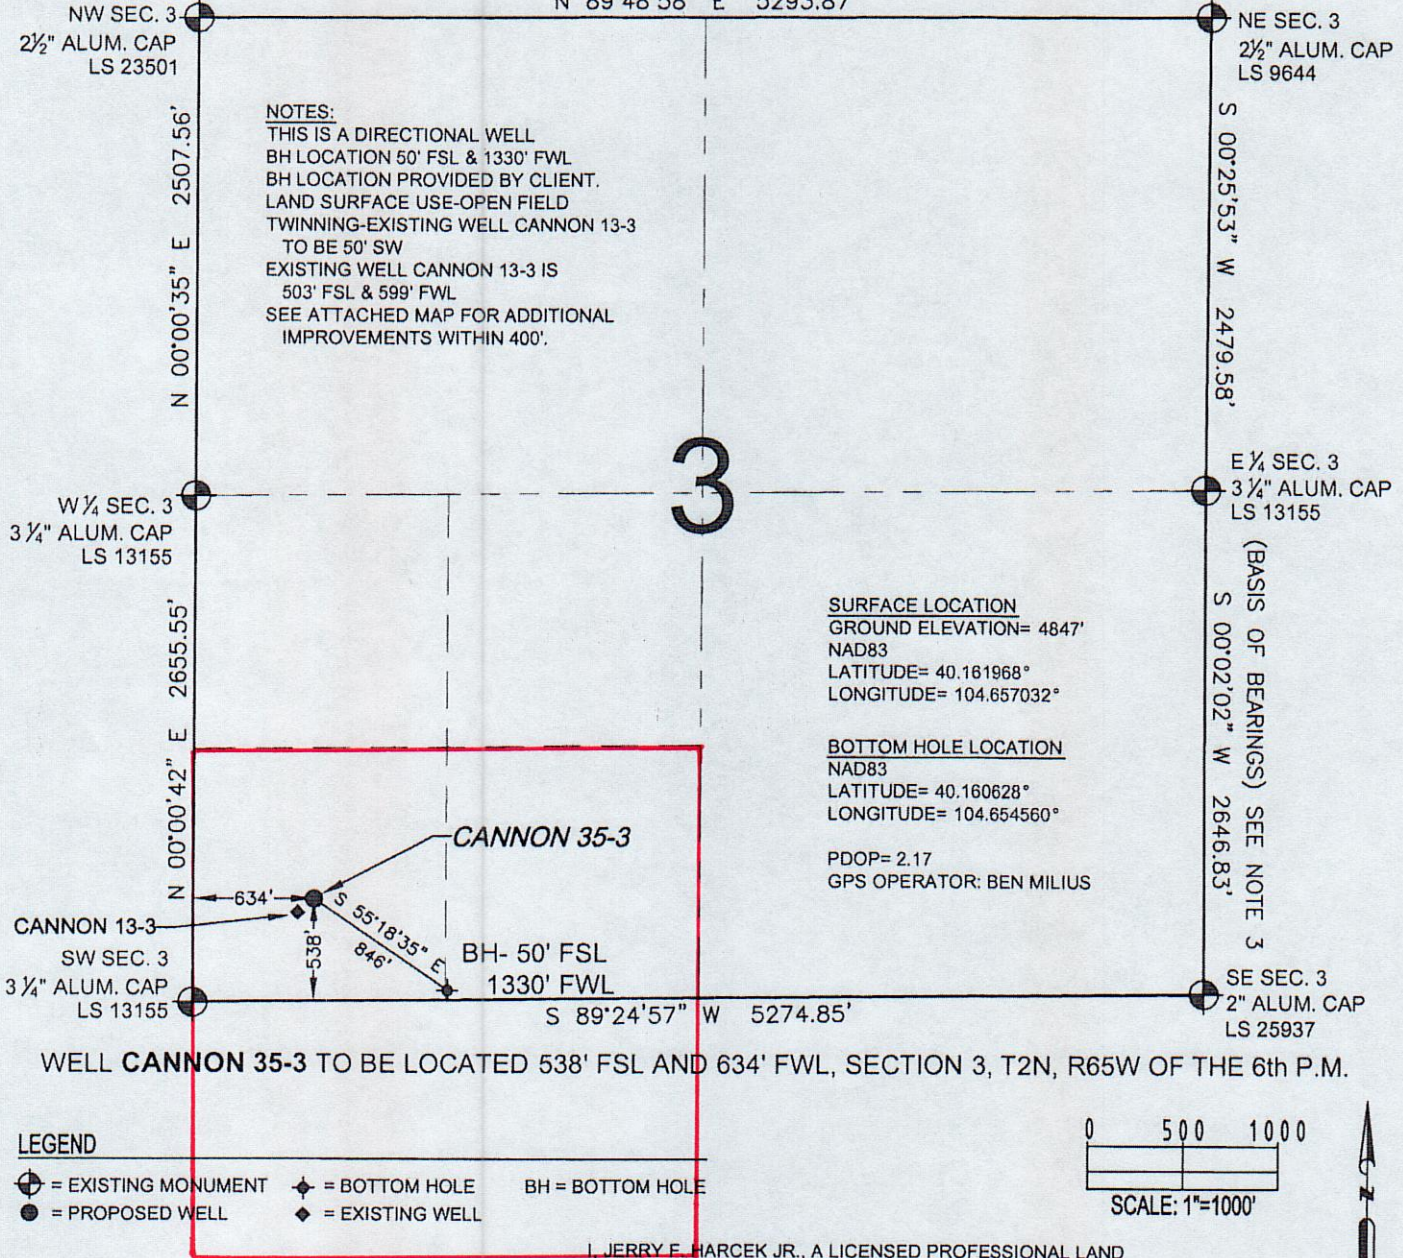 N 89°48'58" E 5293.87'
NW SEC. 3
2½" ALUM. CAP
LS 23501
NE SEC. 3
2½" ALUM. CAP
LS 9644
N 00°00'35" E 2507.56'
NOTES:
THIS IS A DIRECTIONAL WELL
BH LOCATION 50' FSL & 1330' FWL
BH LOCATION PROVIDED BY CLIENT.
LAND SURFACE USE-OPEN FIELD
TWINNING-EXISTING WELL CANNON 13-3
TO BE 50' SW
EXISTING WELL CANNON 13-3 IS
503' FSL & 599' FWL
SEE ATTACHED MAP FOR ADDITIONAL
IMPROVEMENTS WITHIN 400'.
S 00°25'53" W 2479.58'
3
W ¼ SEC. 3
3 ¼" ALUM. CAP
LS 13155
E ¼ SEC. 3
3 ¼" ALUM. CAP
LS 13155
N 00°00'42" E 2655.55'
SURFACE LOCATION
GROUND ELEVATION= 4847'
NAD83
LATITUDE= 40.161968°
LONGITUDE= 104.657032°
BOTTOM HOLE LOCATION
NAD83
LATITUDE= 40.160628°
LONGITUDE= 104.654560°
PDOP= 2.17
GPS OPERATOR: BEN MILIUS
S 00°02'02" W 2646.83'
(BASIS OF BEARINGS) SEE NOTE 3
CANNON 35-3
634'
S 55°18'35" E
846'
538'
CANNON 13-3
BH- 50' FSL
1330' FWL
SW SEC. 3
3 ¼" ALUM. CAP
LS 13155
S 89°24'57" W 5274.85'
SE SEC. 3
2" ALUM. CAP
LS 25937
WELL CANNON 35-3 TO BE LOCATED 538' FSL AND 634' FWL, SECTION 3, T2N, R65W OF THE 6th P.M.
LEGEND
= EXISTING MONUMENT = BOTTOM HOLE BH = BOTTOM HOLE
= PROPOSED WELL = EXISTING WELL
0 500 1000
SCALE: 1"=1000'
I, JERRY F. HARCEK JR., A LICENSED PROFESSIONAL LAND